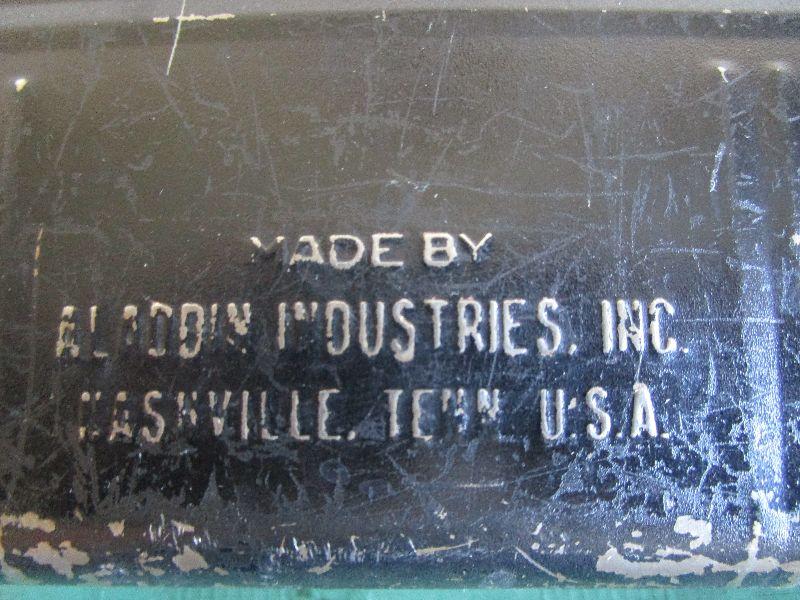 MADE BY
ALADDIN INDUSTRIES, INC.
NASHVILLE, TENN. U.S.A.